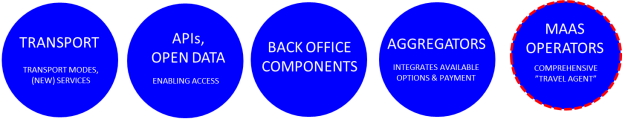 TRANSPORT
TRANSPORT MODES,
(NEW) SERVICES
APIs,
OPEN DATA
ENABLING ACCESS
BACK OFFICE
COMPONENTS
AGGREGATORS
INTEGRATES AVAILABLE
OPTIONS & PAYMENT
MAAS
OPERATORS
COMPREHENSIVE
“TRAVEL AGENT”